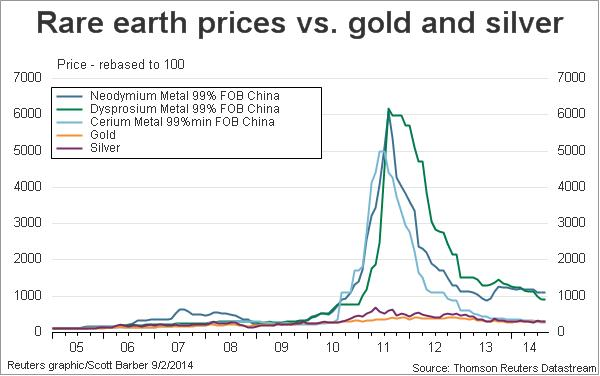 Rare earth prices vs. gold and silver
Price - rebased to 100
7000 7000
Neodymium Metal 99% FOB China
Dysprosium Metal 99% FOB China
6000 6000
Cerium Metal 99%min FOB China
Gold
Silver
5000 5000
4000 4000
3000 3000
2000 2000
1000 1000
0 0
05 06 07 08 09 10 11 12 13 14
Reuters graphic/Scott Barber 9/2/2014 Source: Thomson Reuters Datastream